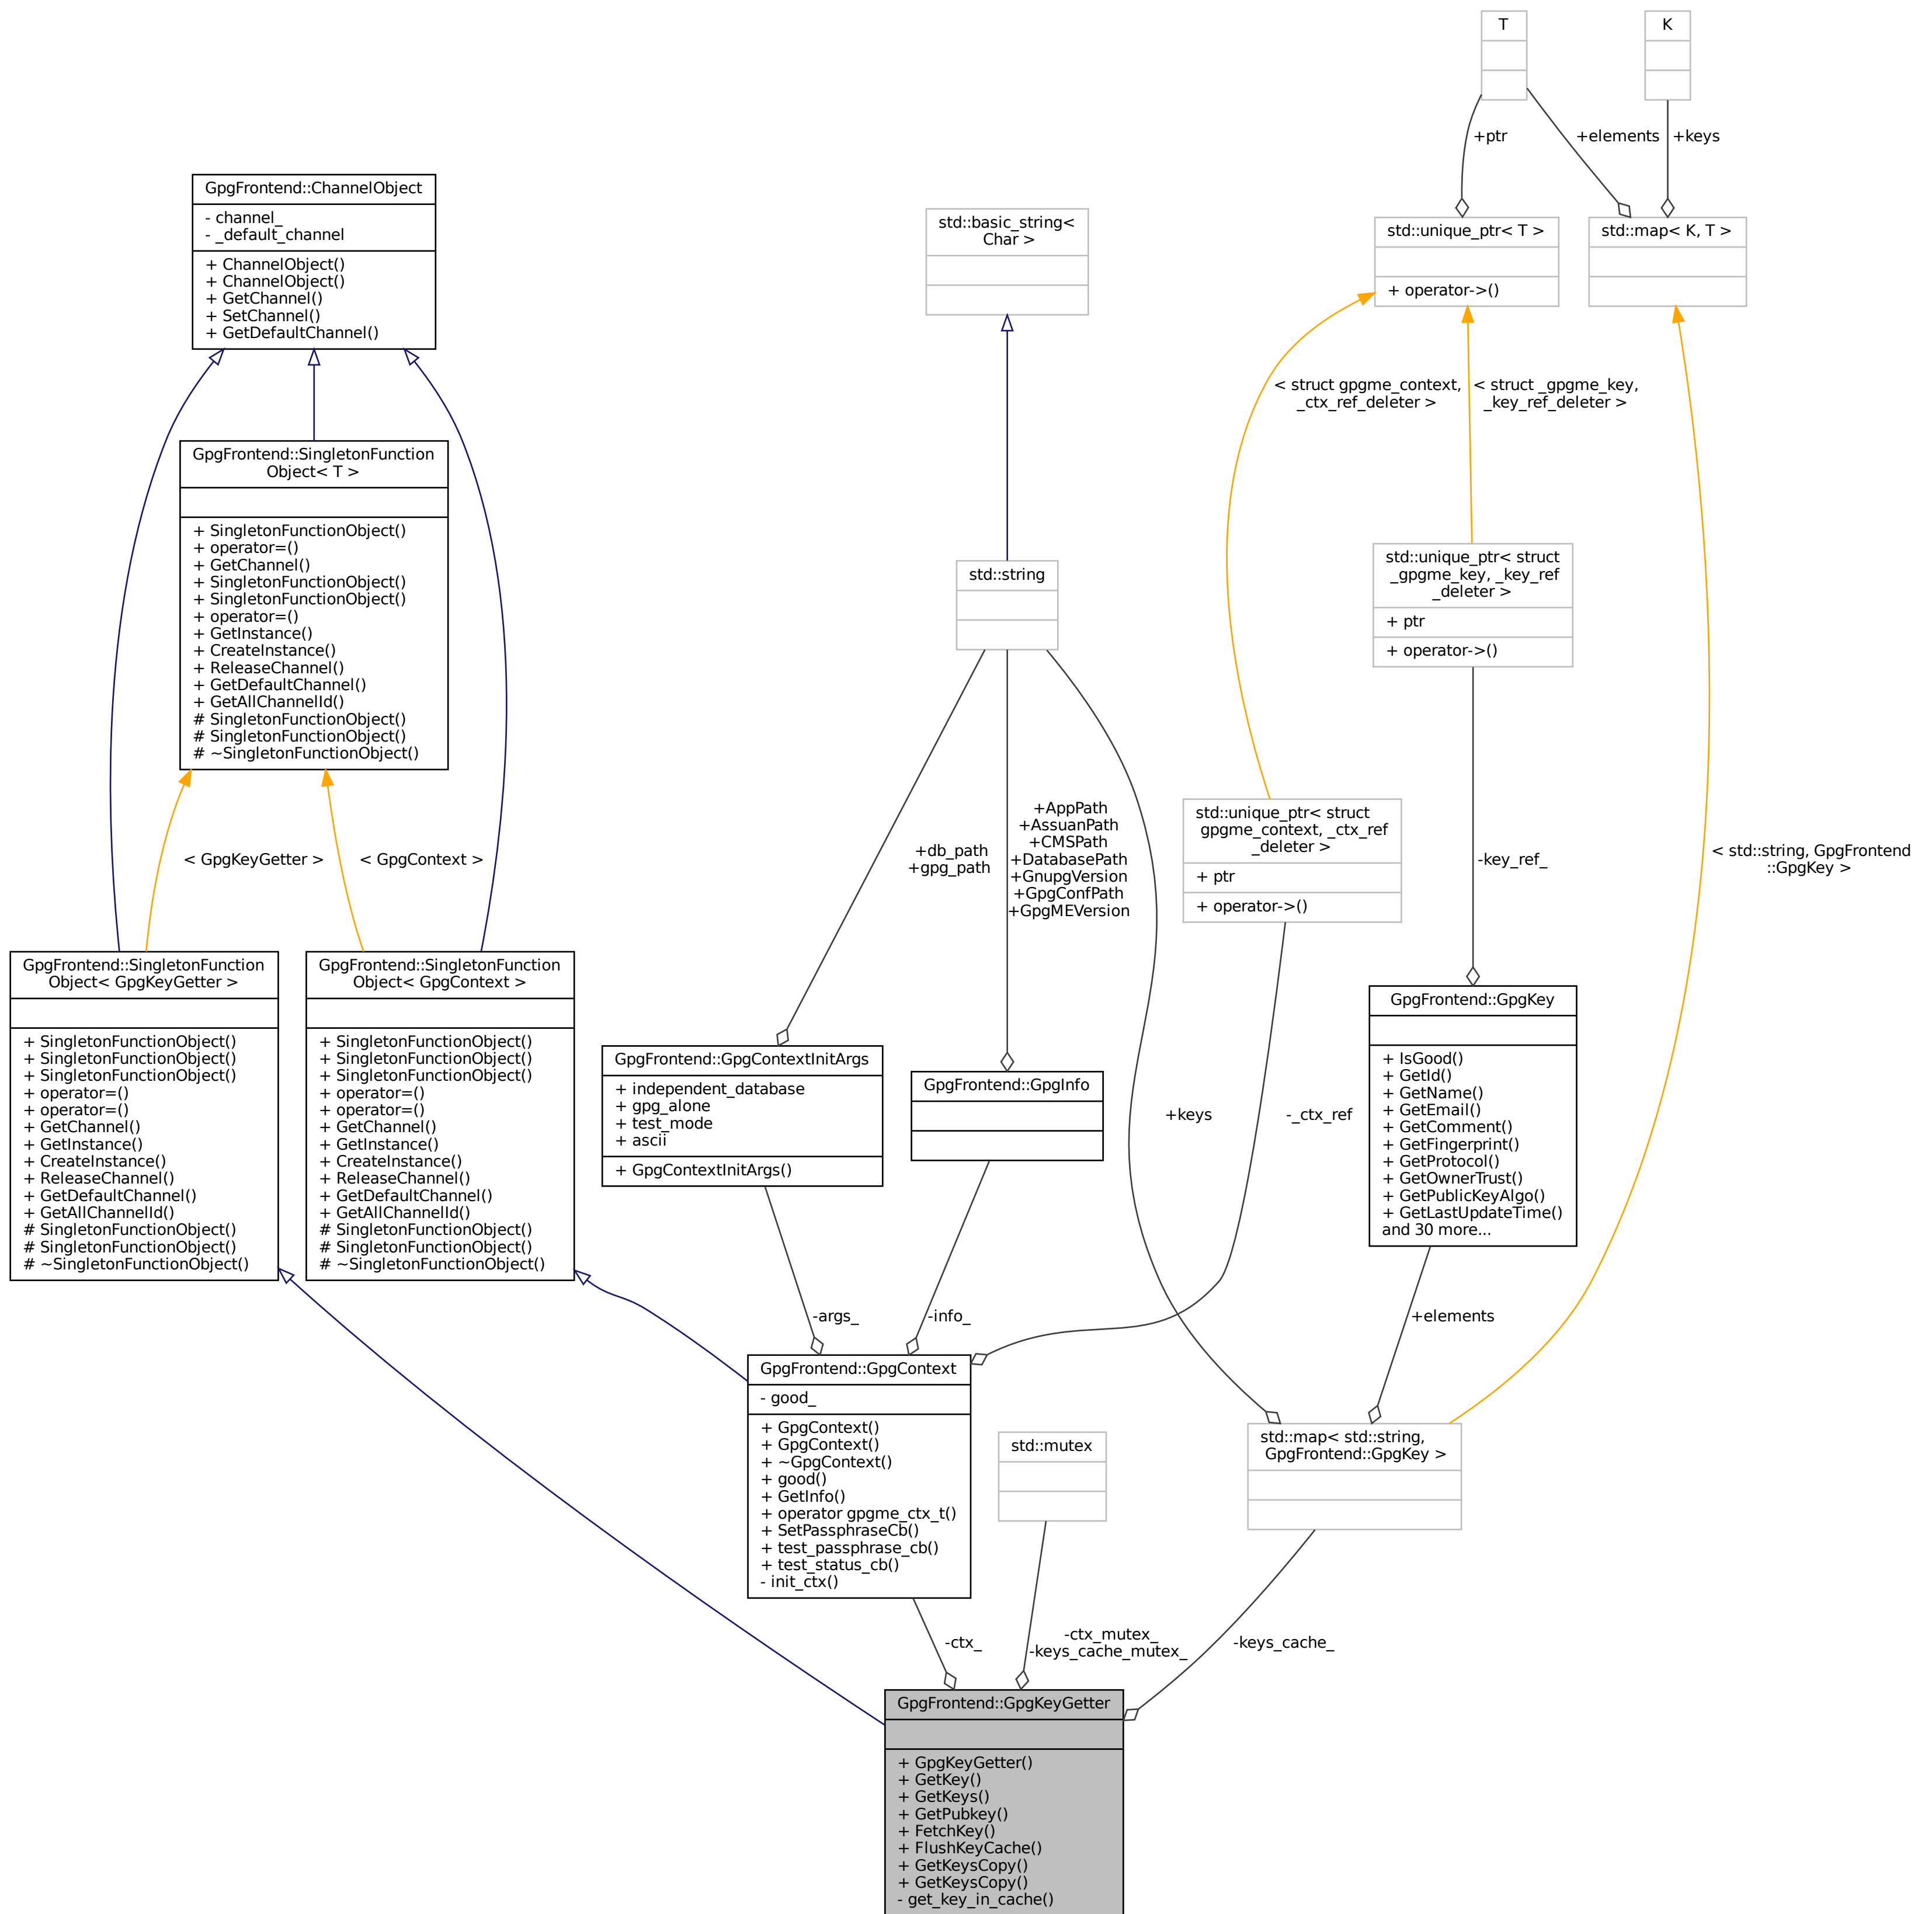 T
K
+ptr
+elements
+keys
GpgFrontend::ChannelObject
- channel_
- _default_channel
+ ChannelObject()
+ ChannelObject()
+ GetChannel()
+ SetChannel()
+ GetDefaultChannel()
std::basic_string<
Char >
std::unique_ptr< T >
+ operator->()
std::map< K, T >
< struct gpgme_context,
_ctx_ref_deleter >
< struct _gpgme_key,
_key_ref_deleter >
GpgFrontend::SingletonFunction
Object< T >
+ SingletonFunctionObject()
+ operator=()
+ GetChannel()
+ SingletonFunctionObject()
+ SingletonFunctionObject()
+ operator=()
+ GetInstance()
+ CreateInstance()
+ ReleaseChannel()
+ GetDefaultChannel()
+ GetAllChannelId()
# SingletonFunctionObject()
# SingletonFunctionObject()
# ~SingletonFunctionObject()
std::string
std::unique_ptr< struct
_gpgme_key, _key_ref
_deleter >
+ ptr
+ operator->()
< GpgKeyGetter >
< GpgContext >
+db_path
+gpg_path
+AppPath
+AssuanPath
+CMSPath
+DatabasePath
+GnupgVersion
+GpgConfPath
+GpgMEVersion
std::unique_ptr< struct
gpgme_context, _ctx_ref
_deleter >
+ ptr
+ operator->()
-key_ref_
< std::string, GpgFrontend
::GpgKey >
GpgFrontend::SingletonFunction
Object< GpgKeyGetter >
+ SingletonFunctionObject()
+ SingletonFunctionObject()
+ SingletonFunctionObject()
+ operator=()
+ operator=()
+ GetChannel()
+ GetInstance()
+ CreateInstance()
+ ReleaseChannel()
+ GetDefaultChannel()
+ GetAllChannelId()
# SingletonFunctionObject()
# SingletonFunctionObject()
# ~SingletonFunctionObject()
GpgFrontend::SingletonFunction
Object< GpgContext >
+ SingletonFunctionObject()
+ SingletonFunctionObject()
+ SingletonFunctionObject()
+ operator=()
+ operator=()
+ GetChannel()
+ GetInstance()
+ CreateInstance()
+ ReleaseChannel()
+ GetDefaultChannel()
+ GetAllChannelId()
# SingletonFunctionObject()
# SingletonFunctionObject()
# ~SingletonFunctionObject()
GpgFrontend::GpgContextInitArgs
+ independent_database
+ gpg_alone
+ test_mode
+ ascii
+ GpgContextInitArgs()
GpgFrontend::GpgInfo
+keys
-_ctx_ref
GpgFrontend::GpgKey
+ IsGood()
+ GetId()
+ GetName()
+ GetEmail()
+ GetComment()
+ GetFingerprint()
+ GetProtocol()
+ GetOwnerTrust()
+ GetPublicKeyAlgo()
+ GetLastUpdateTime()
and 30 more...
-args_
-info_
+elements
GpgFrontend::GpgContext
- good_
+ GpgContext()
+ GpgContext()
+ ~GpgContext()
+ good()
+ GetInfo()
+ operator gpgme_ctx_t()
+ SetPassphraseCb()
+ test_passphrase_cb()
+ test_status_cb()
- init_ctx()
std::mutex
std::map< std::string,
GpgFrontend::GpgKey >
-ctx_
-ctx_mutex_
-keys_cache_mutex_
-keys_cache_
GpgFrontend::GpgKeyGetter
+ GpgKeyGetter()
+ GetKey()
+ GetKeys()
+ GetPubkey()
+ FetchKey()
+ FlushKeyCache()
+ GetKeysCopy()
+ GetKeysCopy()
- get_key_in_cache()